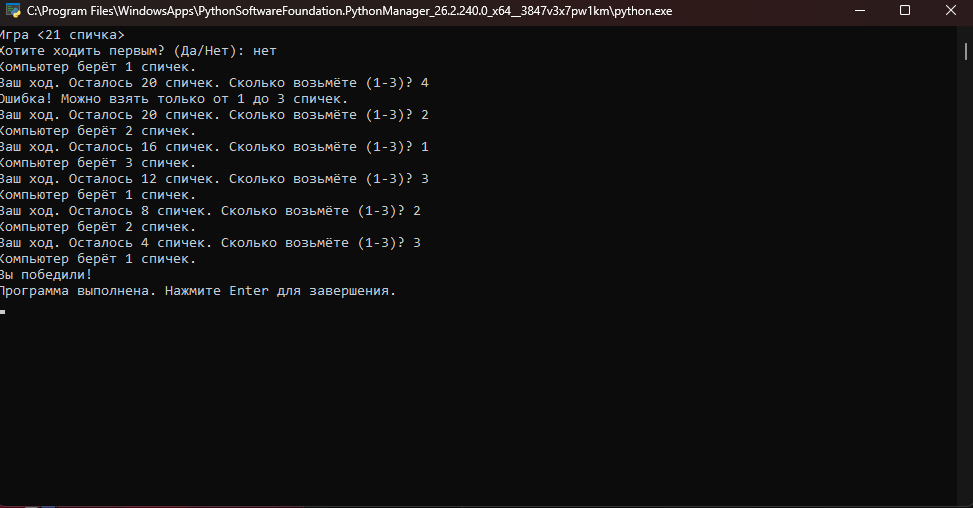 C:\Program Files\WindowsApps\PythonSoftwareFoundation.PythonManager_26.2.240.0_x64__3847v3x7pw1km\python.exe
Игра <21 спичка>
Хотите ходить первым? (Да/Нет): нет
Компьютер берёт 1 спичек.
Ваш ход. Осталось 20 спичек. Сколько возьмёте (1-3)? 4
Ошибка! Можно взять только от 1 до 3 спичек.
Ваш ход. Осталось 20 спичек. Сколько возьмёте (1-3)? 2
Компьютер берёт 2 спичек.
Ваш ход. Осталось 16 спичек. Сколько возьмёте (1-3)? 1
Компьютер берёт 3 спичек.
Ваш ход. Осталось 12 спичек. Сколько возьмёте (1-3)? 3
Компьютер берёт 1 спичек.
Ваш ход. Осталось 8 спичек. Сколько возьмёте (1-3)? 2
Компьютер берёт 2 спичек.
Ваш ход. Осталось 4 спичек. Сколько возьмёте (1-3)? 3
Компьютер берёт 1 спичек.
Вы победили!
Программа выполнена. Нажмите Enter для завершения.